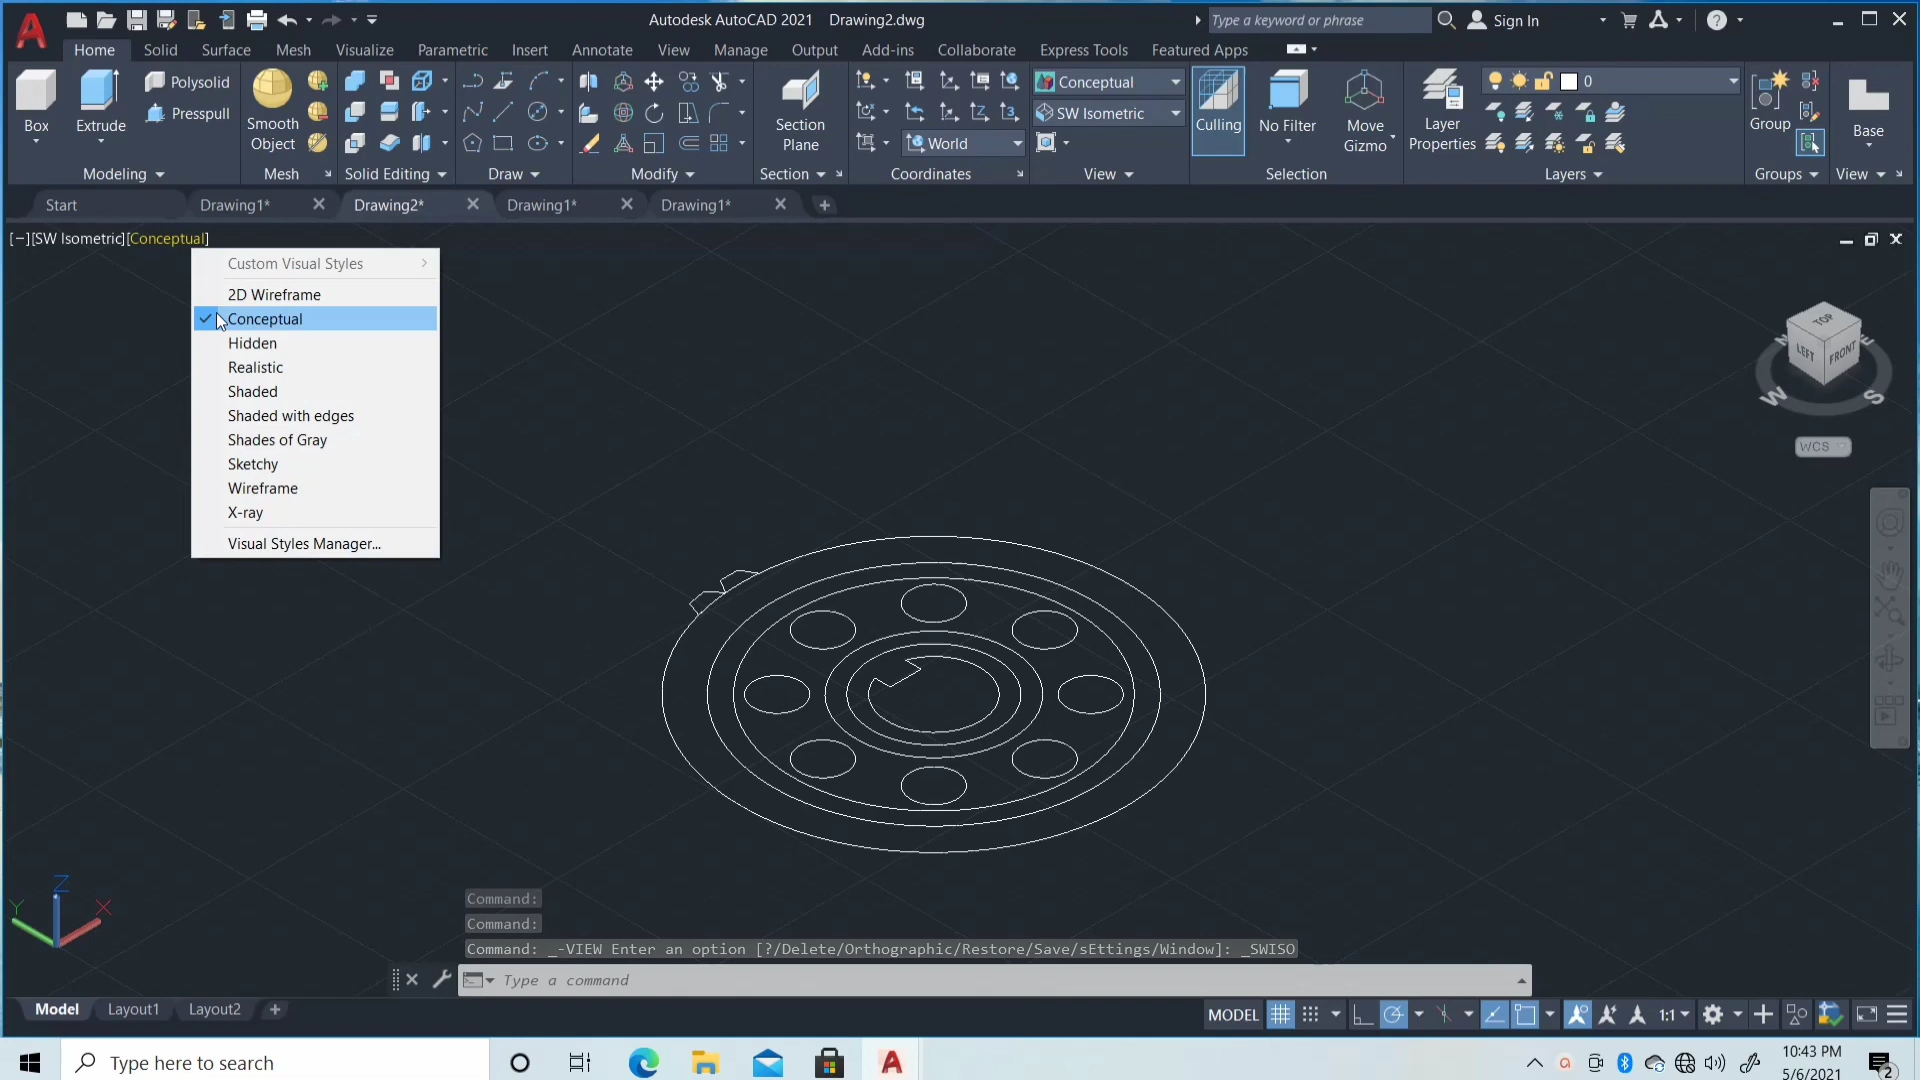 Autodesk AutoCAD 2021 Drawing2.dwg
Type a keyword or phrase
Sign In
Home Solid Surface Mesh Visualize Parametric Insert Annotate View Manage Output Add-ins Collaborate Express Tools Featured Apps
Box
Extrude
Polysolid
Presspull
Smooth
Object
Section
Plane
World
Conceptual
SW Isometric
Culling
No Filter
Move
Gizmo
Layer
Properties
0
Group
Base
Modeling Mesh Solid Editing Draw Modify Section Coordinates View Selection Layers Groups View
Start Drawing1* Drawing2* Drawing1* Drawing1*
[−][SW Isometric][Conceptual]
Custom Visual Styles
2D Wireframe
Conceptual
Hidden
Realistic
Shaded
Shaded with edges
Shades of Gray
Sketchy
Wireframe
X-ray
Visual Styles Manager...
TOP
LEFT FRONT
N E
W S
WCS
Z
Y X
Command:
Command:
Command: _-VIEW Enter an option [?/Delete/Orthographic/Restore/Save/sEttings/Window]: _SWISO
Type a command
Model Layout1 Layout2
MODEL
1:1
Type here to search
10:43 PM
5/6/2021
2